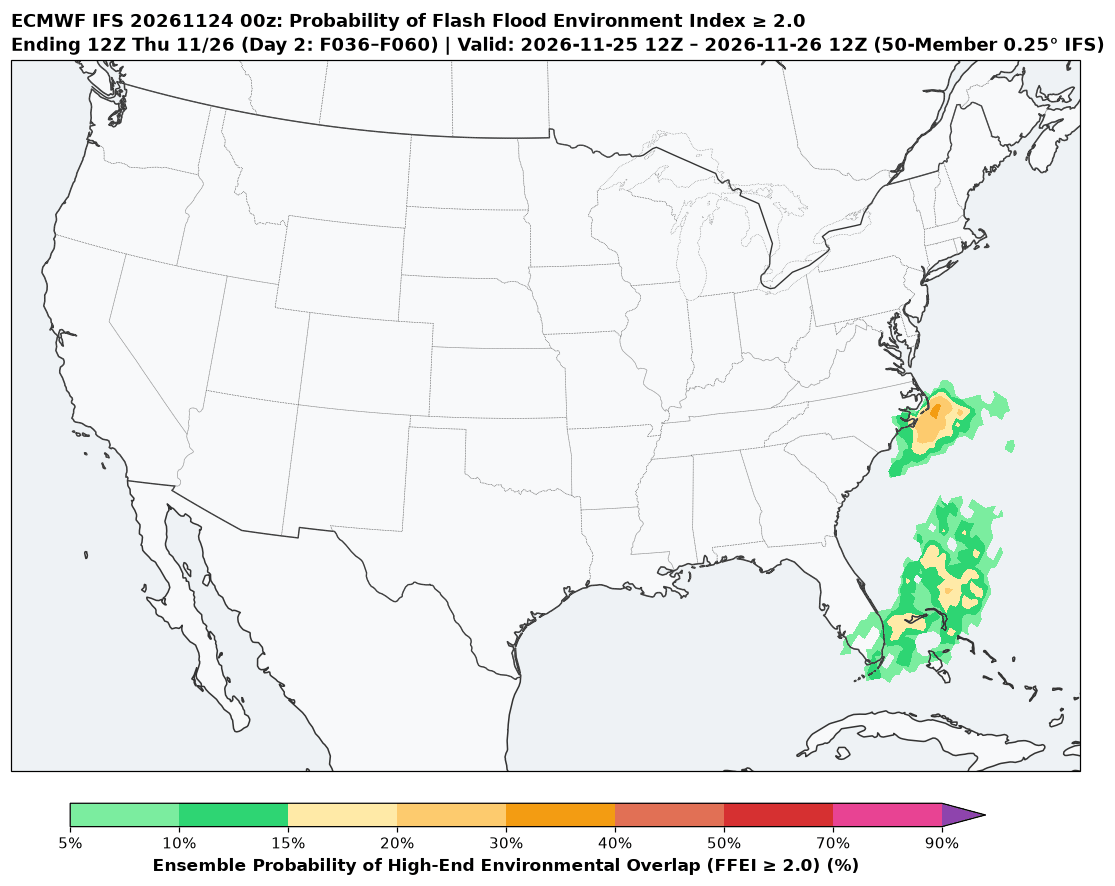 ECMWF IFS 20261124 00z: Probability of Flash Flood Environment Index ≥ 2.0
Ending 12Z Thu 11/26 (Day 2: F036–F060) | Valid: 2026-11-25 12Z – 2026-11-26 12Z (50-Member 0.25° IFS)
5% 10% 15% 20% 30% 40% 50% 70% 90%
Ensemble Probability of High-End Environmental Overlap (FFEI ≥ 2.0) (%)